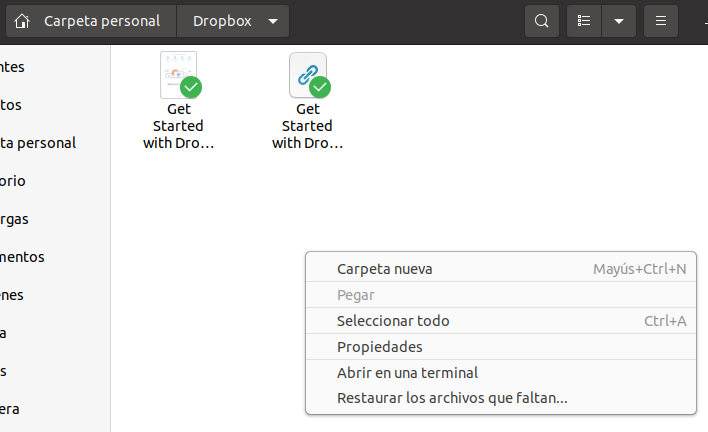 Carpeta personal
Dropbox
ntes
tos
ta personal
orio
rgas
mentos
enes
a
s
era
Get
Started
with Dro...
Get
Started
with Dro...
Carpeta nueva Mayús+Ctrl+N
Pegar
Seleccionar todo Ctrl+A
Propiedades
Abrir en una terminal
Restaurar los archivos que faltan...